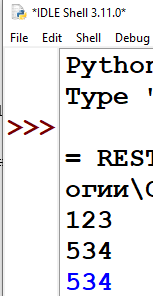 *IDLE Shell 3.11.0*
File Edit Shell Debug
Python
Type "
>>>
= REST
огии\
123
534
534